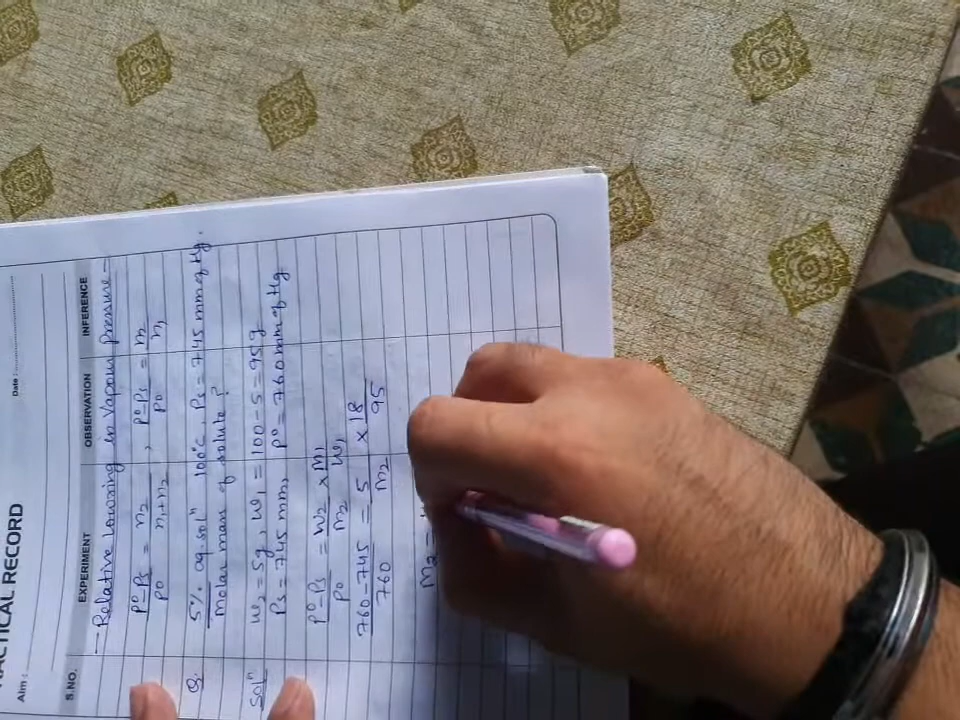 ACTICAL RECORD
Date :
Aim :
S.NO. EXPERIMENT OBSERVATION INFERENCE
— Relative Lowering in Vapour Pressure —
P°-Ps / P° = n2 / n1+n2 , P°-Ps / P° = n2 / n1
Q. 5% aq. solⁿ 100°C, Ps = 745 mm of Hg.
Molar mass of solute ?
Solⁿ w2 = 5g, w1 = 100-5 = 95g
Ps = 745 mm, P° = 760 mm of Hg
P°-Ps / P° = W2 / M2 × M1 / W1
760-745 / 760 = 5 / M2 × 18 / 95
M2 =